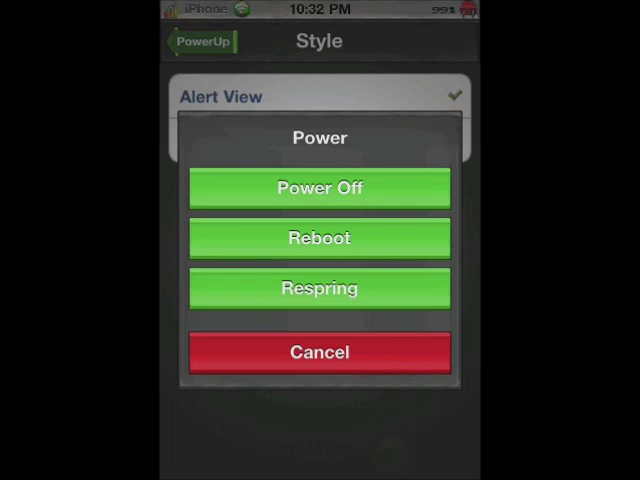 iPhone 10:32 PM 99%
PowerUp Style
Alert View
Power
Power Off
Reboot
Respring
Cancel